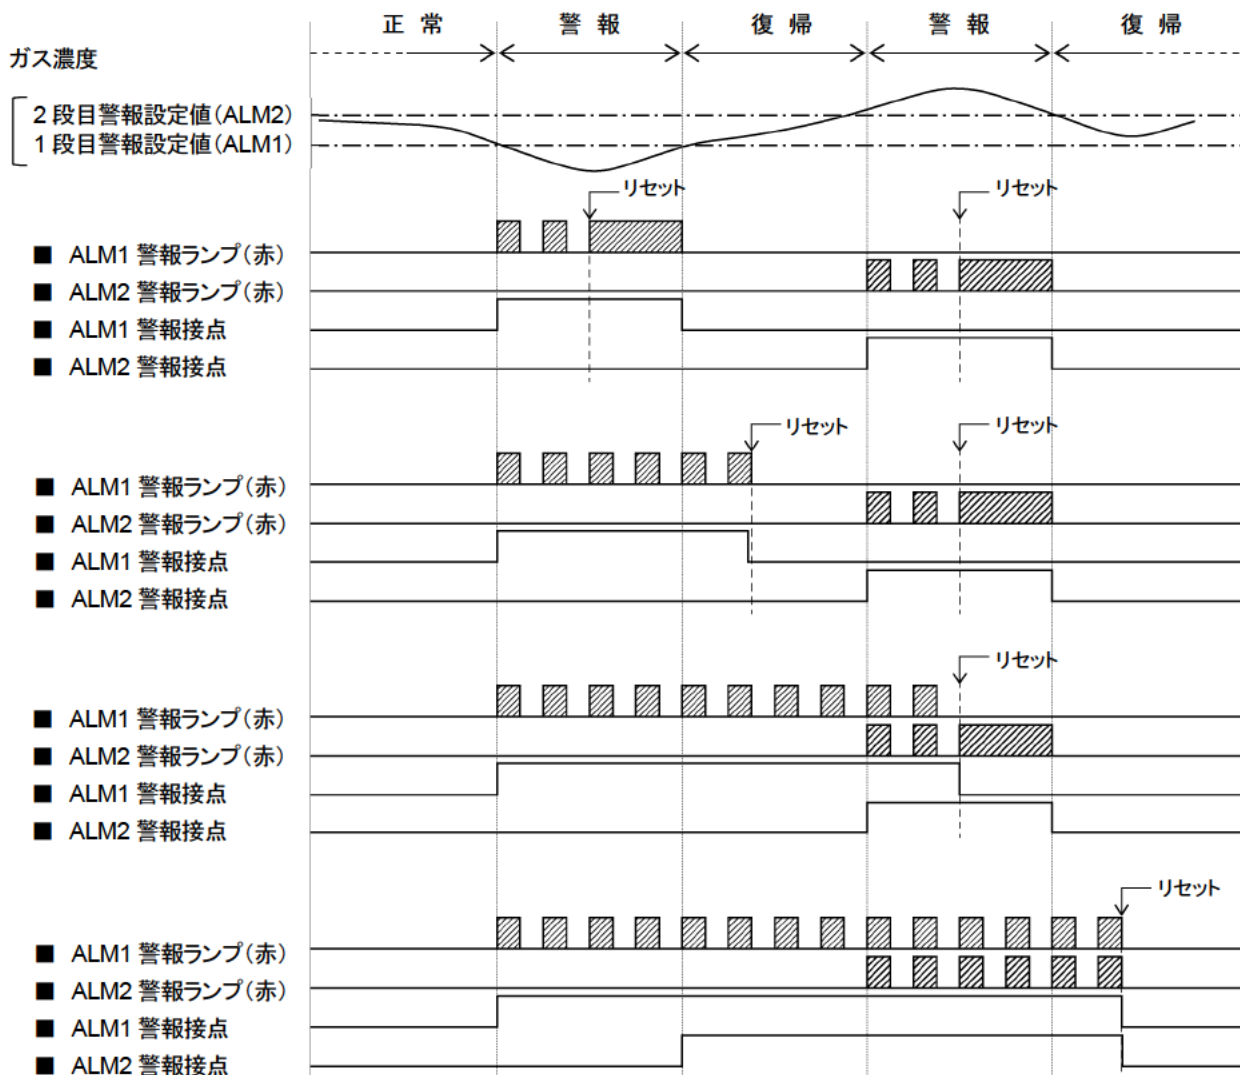 正 常 警 報 復 帰 警 報 復 帰
ガス濃度
2 段目警報設定値(ALM2)
1 段目警報設定値(ALM1)
リセット リセット
■ ALM1 警報ランプ(赤)
■ ALM2 警報ランプ(赤)
■ ALM1 警報接点
■ ALM2 警報接点
リセット リセット
■ ALM1 警報ランプ(赤)
■ ALM2 警報ランプ(赤)
■ ALM1 警報接点
■ ALM2 警報接点
リセット
■ ALM1 警報ランプ(赤)
■ ALM2 警報ランプ(赤)
■ ALM1 警報接点
■ ALM2 警報接点
リセット
■ ALM1 警報ランプ(赤)
■ ALM2 警報ランプ(赤)
■ ALM1 警報接点
■ ALM2 警報接点